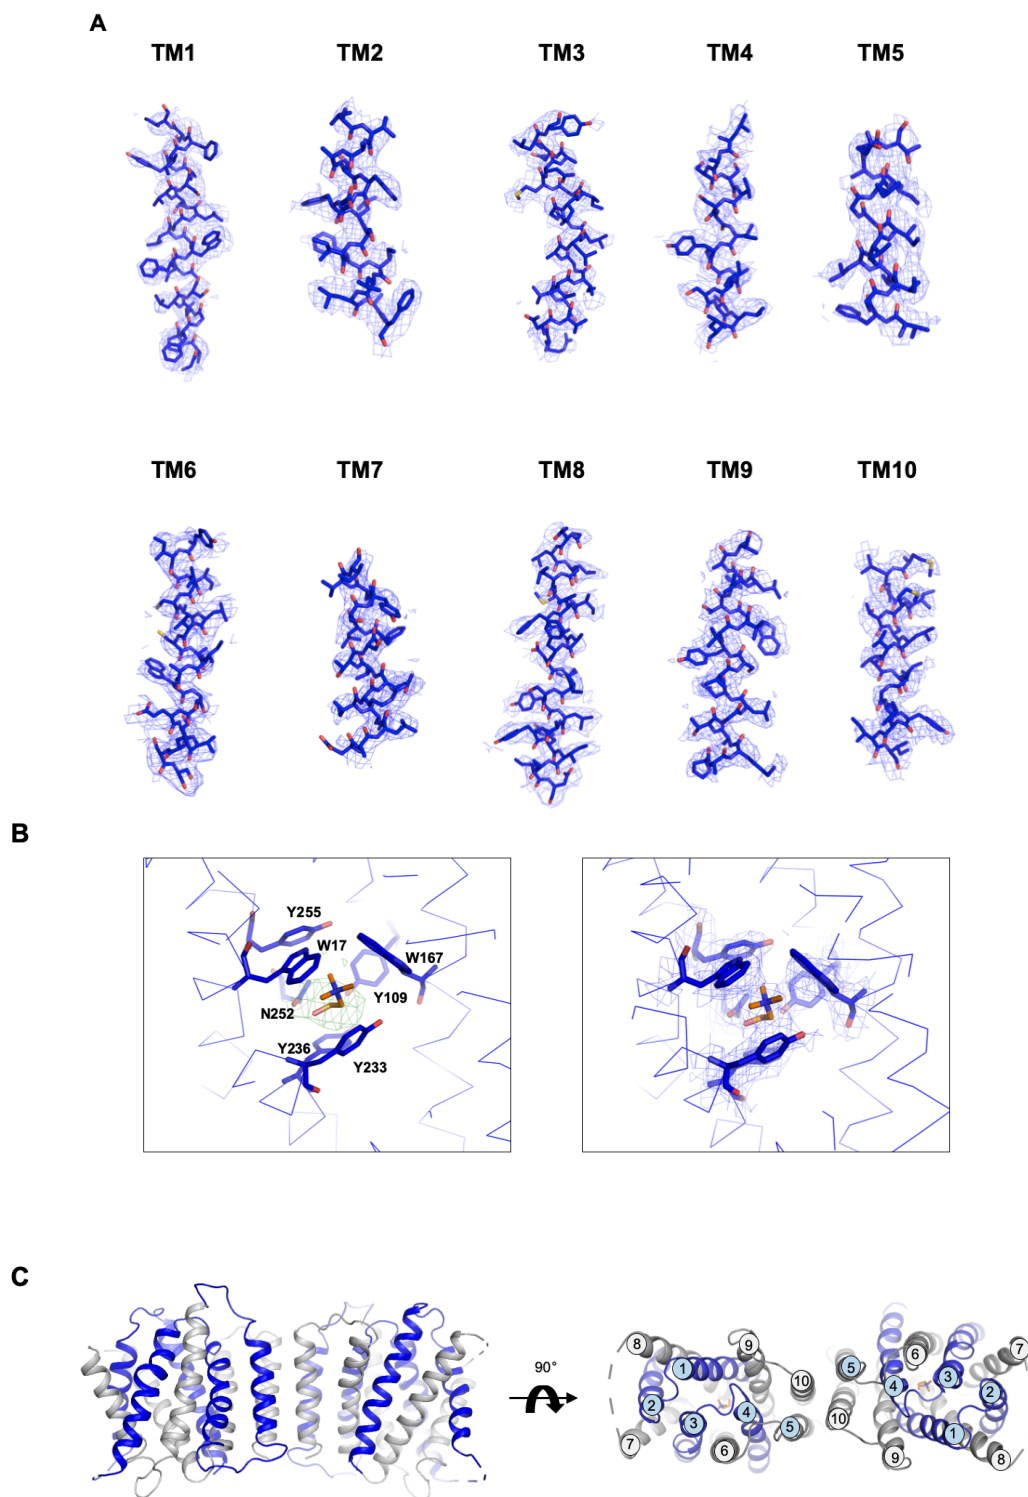 A
TM1 TM2 TM3 TM4 TM5
TM6 TM7 TM8 TM9 TM10
B
Y255
W17
W167
Y109
N252
Y236
Y233
C
90°
8 1 9 10 2 3 4 5 7 6
5 6 7 4 3 2 10 1 9 8